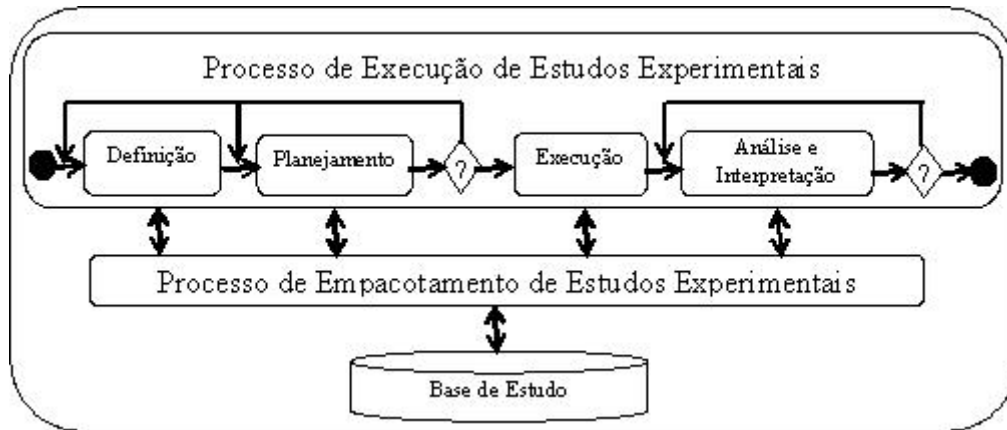 Processo de Execução de Estudos Experimentais
Definição
Planejamento
?
Execução
Análise e
Interpretação
?
Processo de Empacotamento de Estudos Experimentais
Base de Estudo